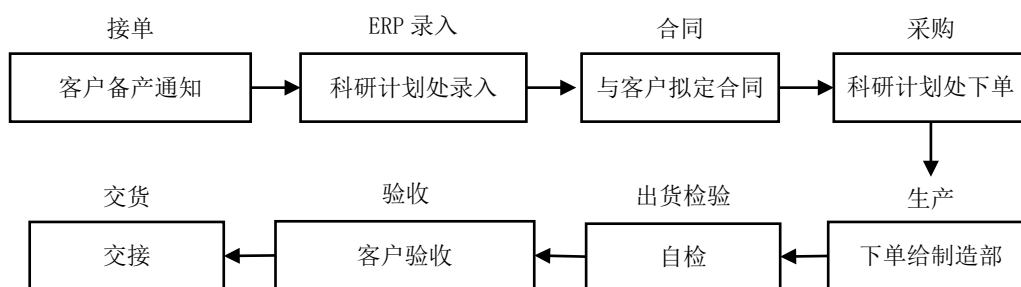 接单
ERP 录入
合同
采购
客户备产通知
科研计划处录入
与客户拟定合同
科研计划处下单
交货
验收
出货检验
生产
交接
客户验收
自检
下单给制造部